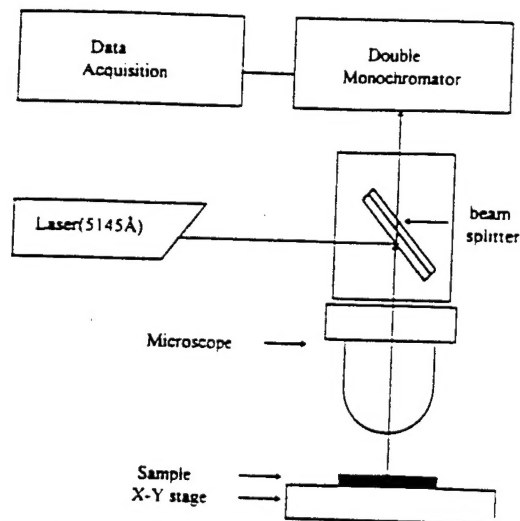 Data
Acquisition
Double
Monochromator
Laser(5145Å)
beam
splitter
Microscope
Sample
X-Y stage